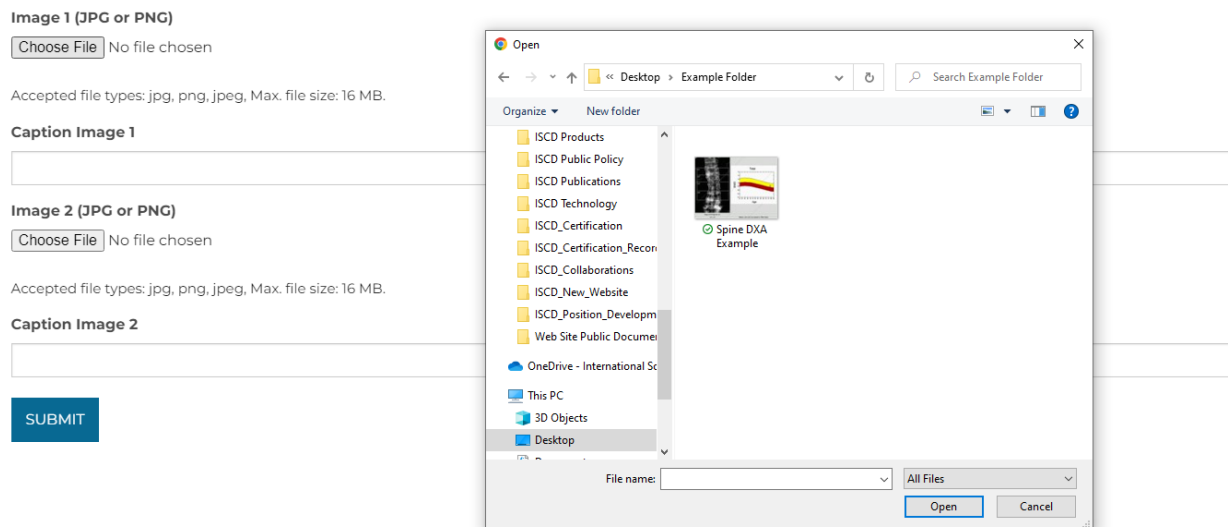 Image 1 (JPG or PNG)
Choose File No file chosen
Accepted file types: jpg, png, jpeg, Max. file size: 16 MB.
Caption Image 1
Image 2 (JPG or PNG)
Choose File No file chosen
Accepted file types: jpg, png, jpeg, Max. file size: 16 MB.
Caption Image 2
SUBMIT
Open
« Desktop > Example Folder
Search Example Folder
Organize New folder
?
ISCD Products
ISCD Public Policy
ISCD Publications
ISCD Technology
ISCD_Certification
ISCD_Certification_Recor
ISCD_Collaborations
ISCD_New_Website
ISCD_Position_Developm
Web Site Public Docume
OneDrive - International Sc
This PC
3D Objects
Desktop
Spine DXA
Example
File name:
All Files
Open Cancel